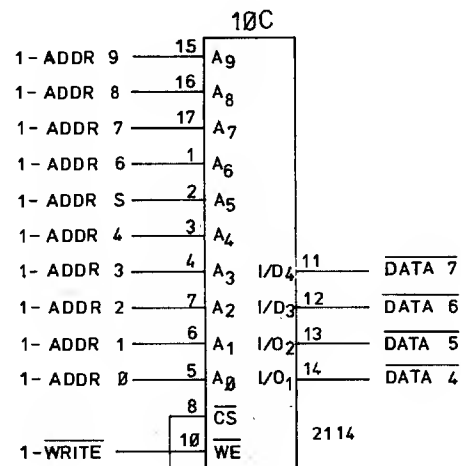 10C
1-ADDR 9 15 A9
1-ADDR 8 16 A8
1-ADDR 7 17 A7
1-ADDR 6 1 A6
1-ADDR S 2 A5
1-ADDR 4 3 A4
1-ADDR 3 4 A3 I/D4 11 DATA 7
1-ADDR 2 7 A2 I/D3 12 DATA 6
1-ADDR 1 6 A1 I/O2 13 DATA 5
1-ADDR 0 5 A0 I/O1 14 DATA 4
8 CS
1-WRITE 10 WE 2114